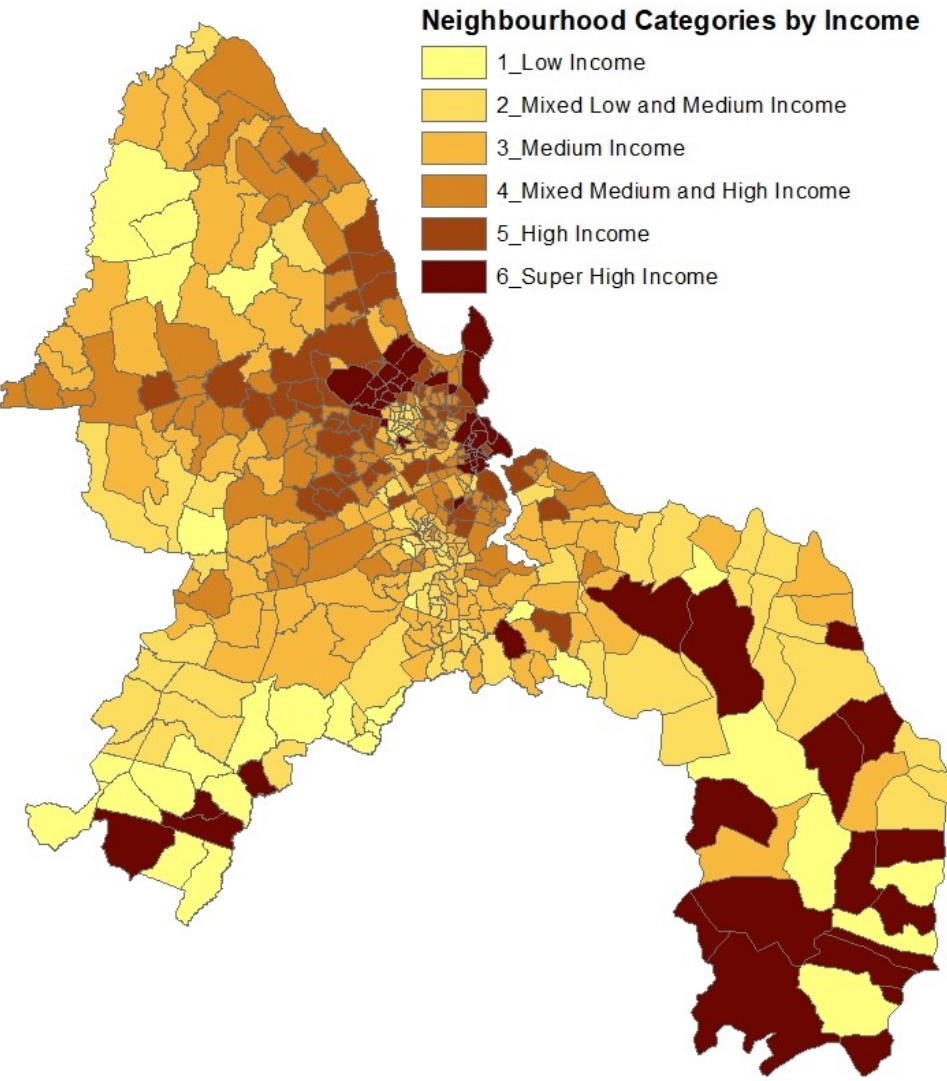 Neighbourhood Categories by Income
1_Low Income
2_Mixed Low and Medium Income
3_Medium Income
4_Mixed Medium and High Income
5_High Income
6_Super High Income